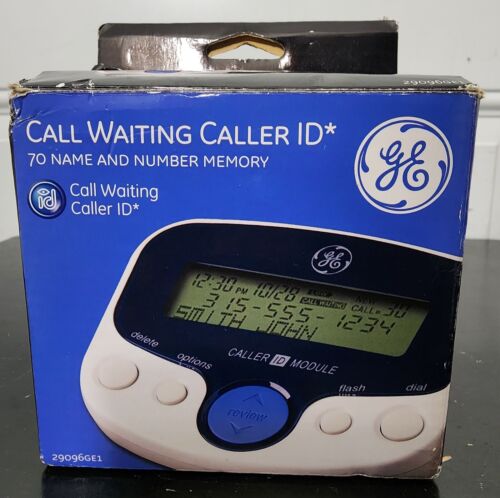 29096GE1
CALL WAITING CALLER ID*
70 NAME AND NUMBER MEMORY
GE
id Call Waiting
Caller ID*
GE
12:30 PM 10/28 NEW
CALL WAITING CALL# 30
315-555-1234
SMITH JOHN
CALLER ID MODULE
delete
options
review
flash
dial
29096GE1